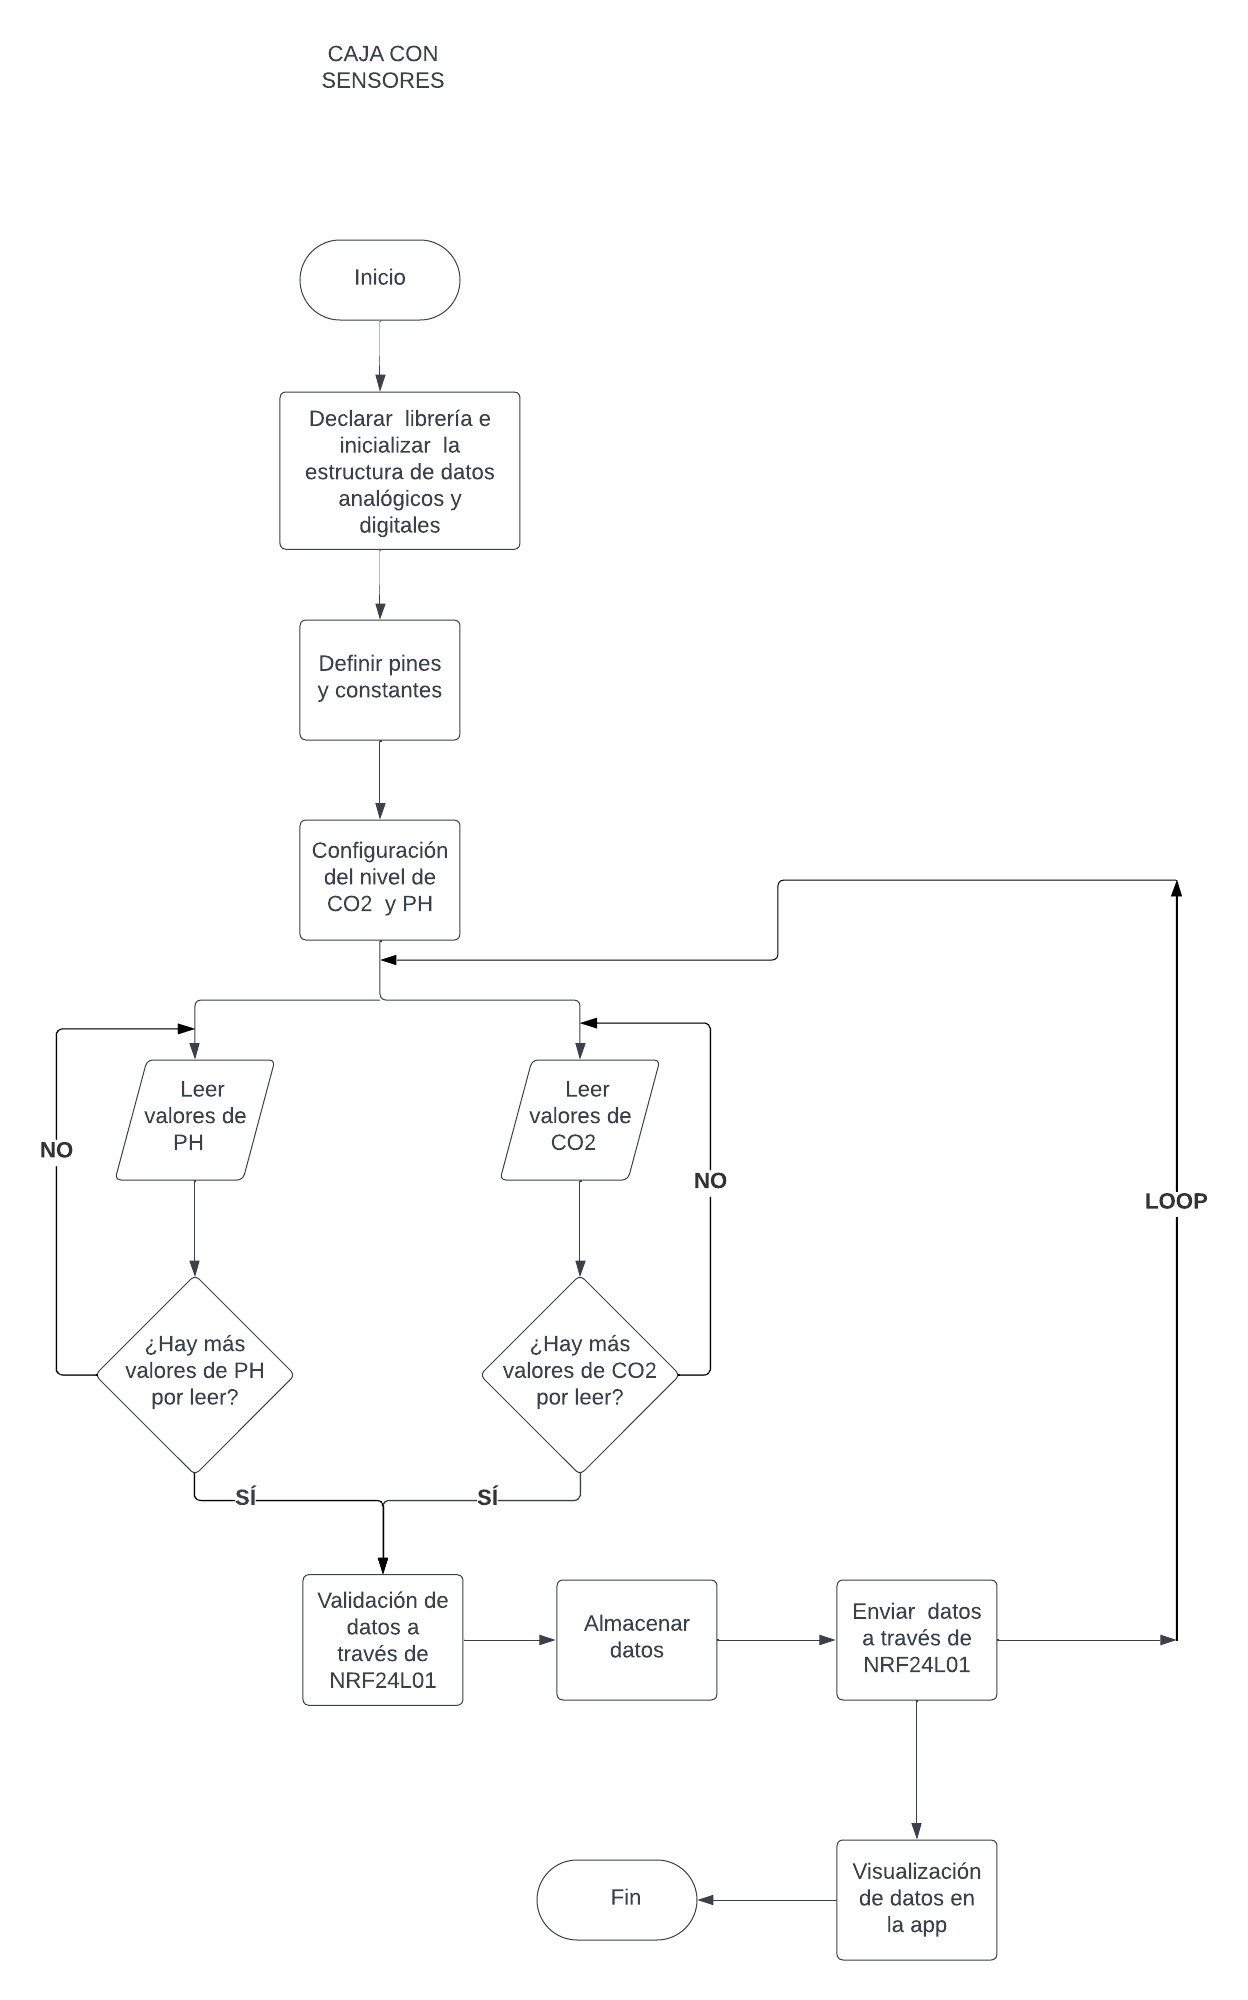 CAJA CON
SENSORES
Inicio
Declarar  librería e
inicializar  la
estructura de datos
analógicos y
digitales
Definir pines
y constantes
Configuración
del nivel de
CO2  y PH
Leer
valores de
PH
Leer
valores de
CO2
NO
NO
LOOP
¿Hay más
valores de PH
por leer?
¿Hay más
valores de CO2
por leer?
SÍ
SÍ
Validación de
datos a
través de
NRF24L01
Almacenar
datos
Enviar  datos
a través de
NRF24L01
Visualización
de datos en
la app
Fin